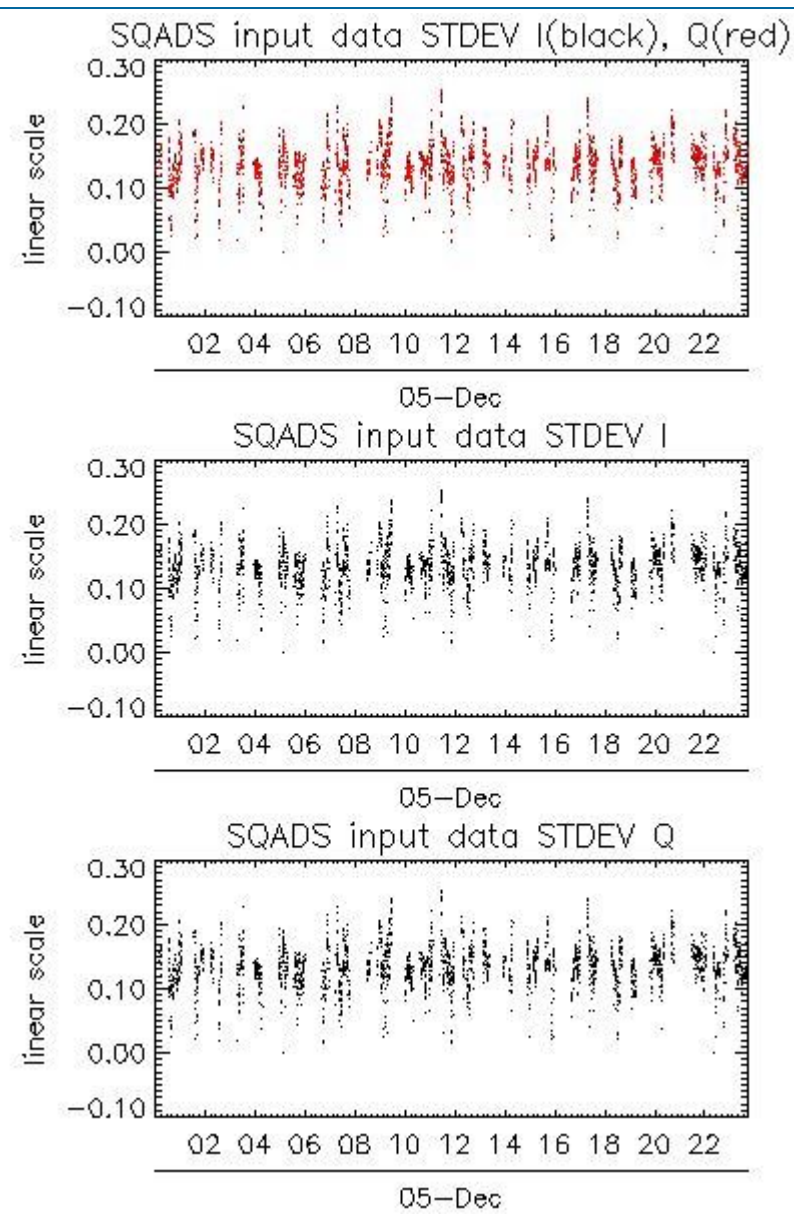 SQADS input data STDEV I(black), Q(red)
0.30
0.20
0.10
0.00
−0.10
linear scale
02 04 06 08 10 12 14 16 18 20 22
05−Dec
SQADS input data STDEV I
0.30
0.20
0.10
0.00
−0.10
linear scale
02 04 06 08 10 12 14 16 18 20 22
05−Dec
SQADS input data STDEV Q
0.30
0.20
0.10
0.00
−0.10
linear scale
02 04 06 08 10 12 14 16 18 20 22
05−Dec